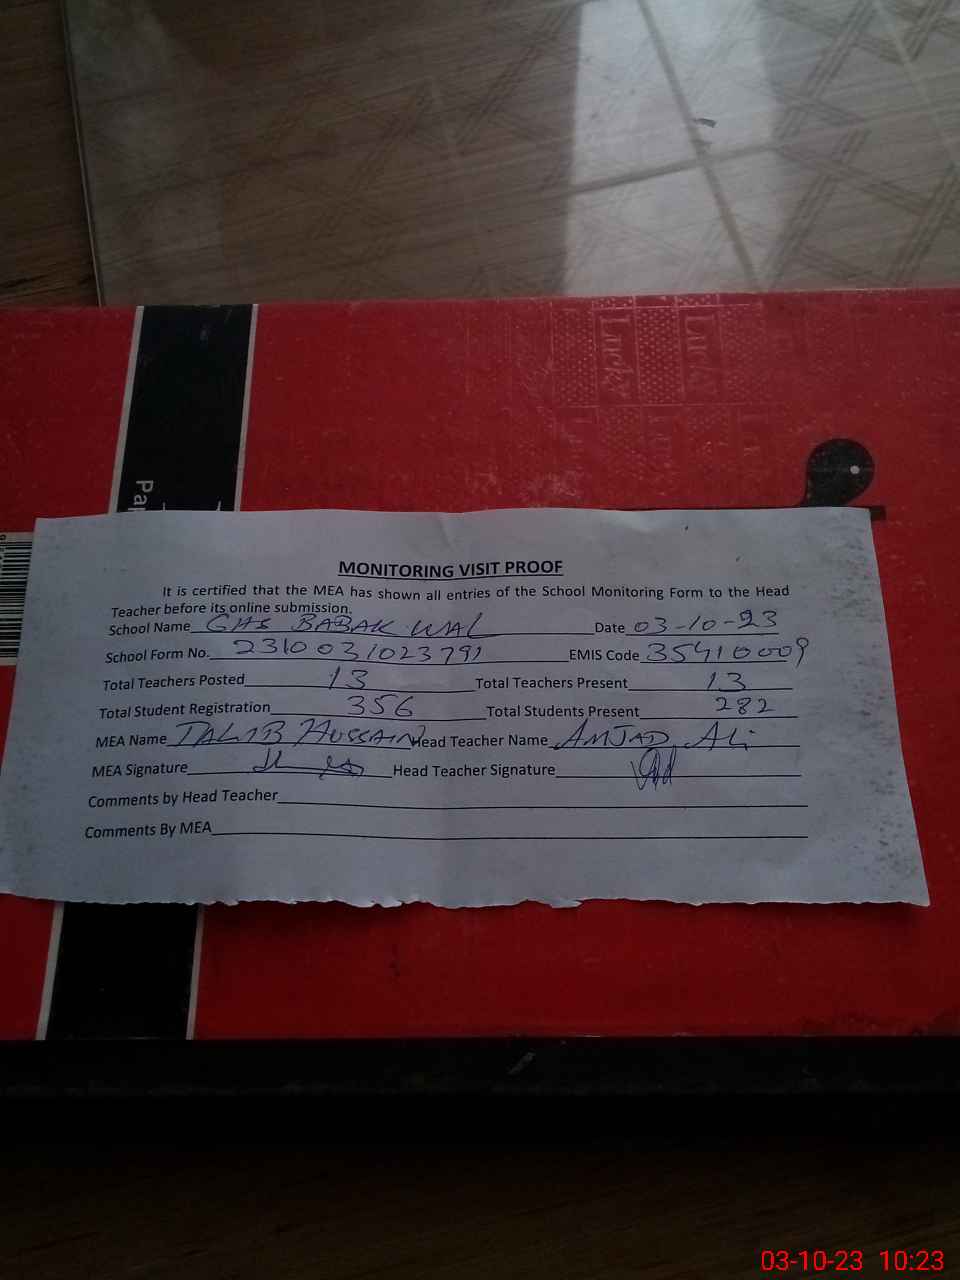 Lark
LarkA
Pa
MONITORING VISIT PROOF
It is certified that the MEA has shown all entries of the School Monitoring Form to the Head
Teacher before its online submission.
School Name GHS BABAK WAL Date 03-10-23
School Form No. 2310031023791 EMIS Code 35410009
Total Teachers Posted 13 Total Teachers Present 13
Total Student Registration 356 Total Students Present 282
MEA Name TALIB HUSSAIN Head Teacher Name AMJAD Ali
MEA Signature Head Teacher Signature
Comments by Head Teacher
Comments By MEA
03-10-23 10:23